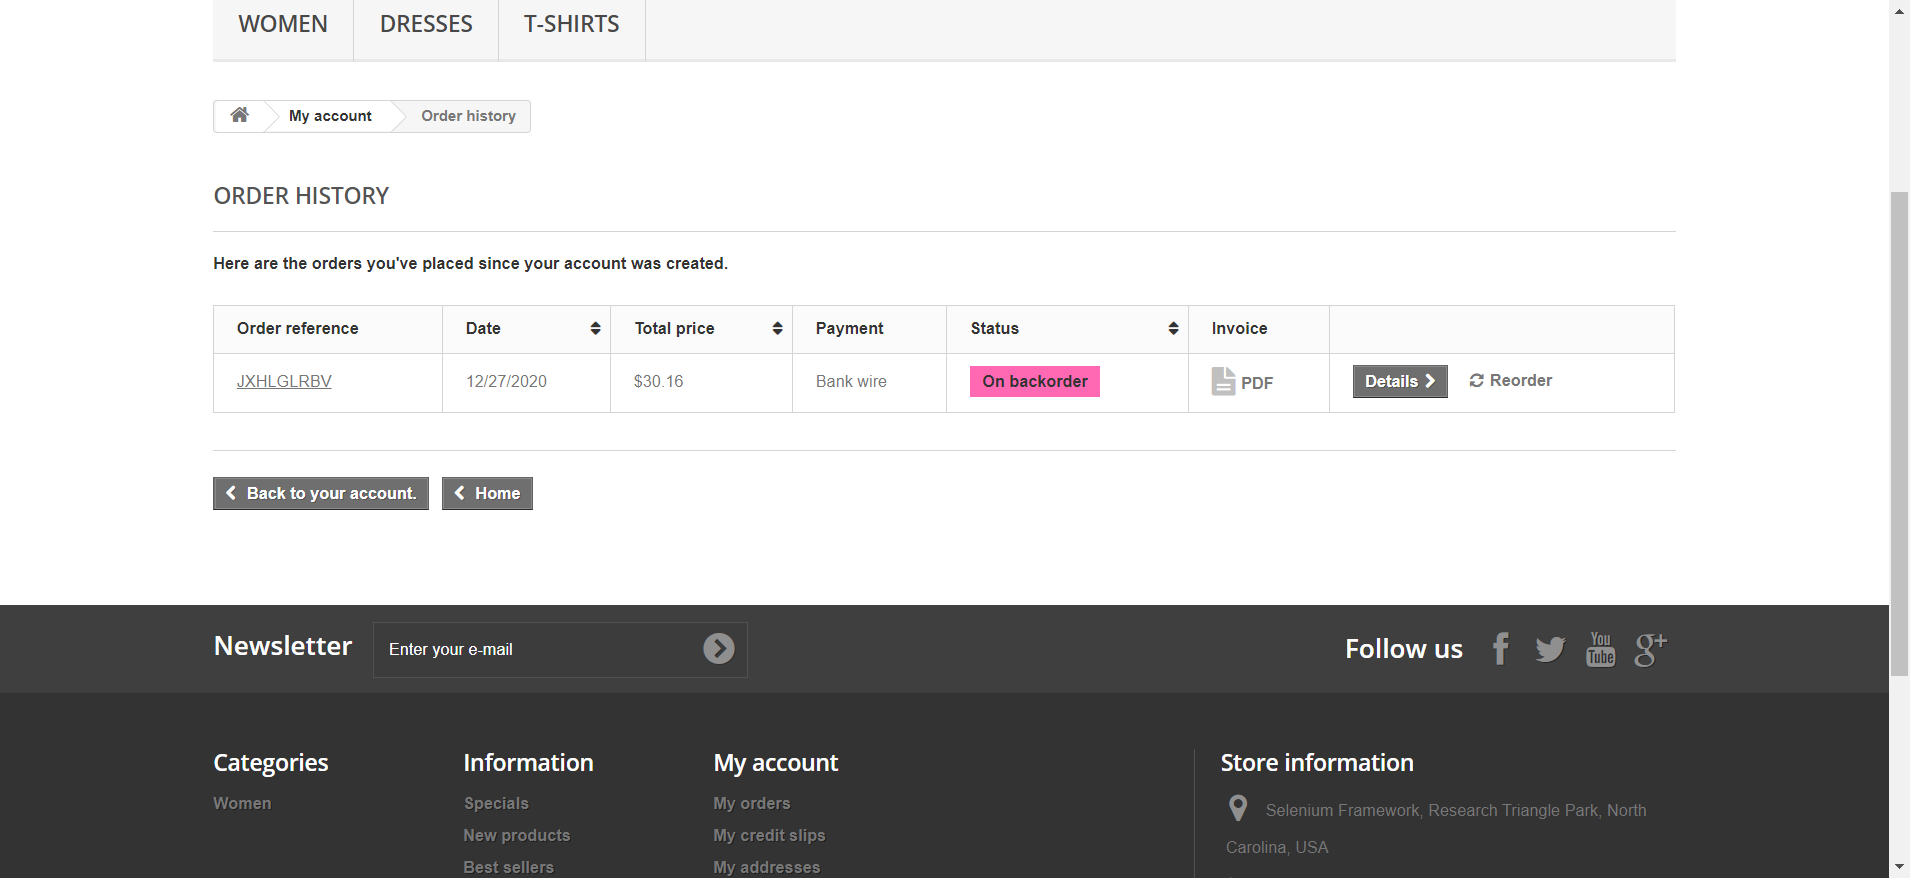 WOMEN DRESSES T-SHIRTS
My account Order history
ORDER HISTORY
Here are the orders you've placed since your account was created.
Order reference Date Total price Payment Status Invoice
JXHLGLRBV 12/27/2020 $30.16 Bank wire On backorder PDF Details Reorder
Back to your account. Home
Newsletter Enter your e-mail Follow us
You
Tube
g+
Categories Information My account Store information
Women Specials My orders Selenium Framework, Research Triangle Park, North
New products My credit slips Carolina, USA
Best sellers My addresses